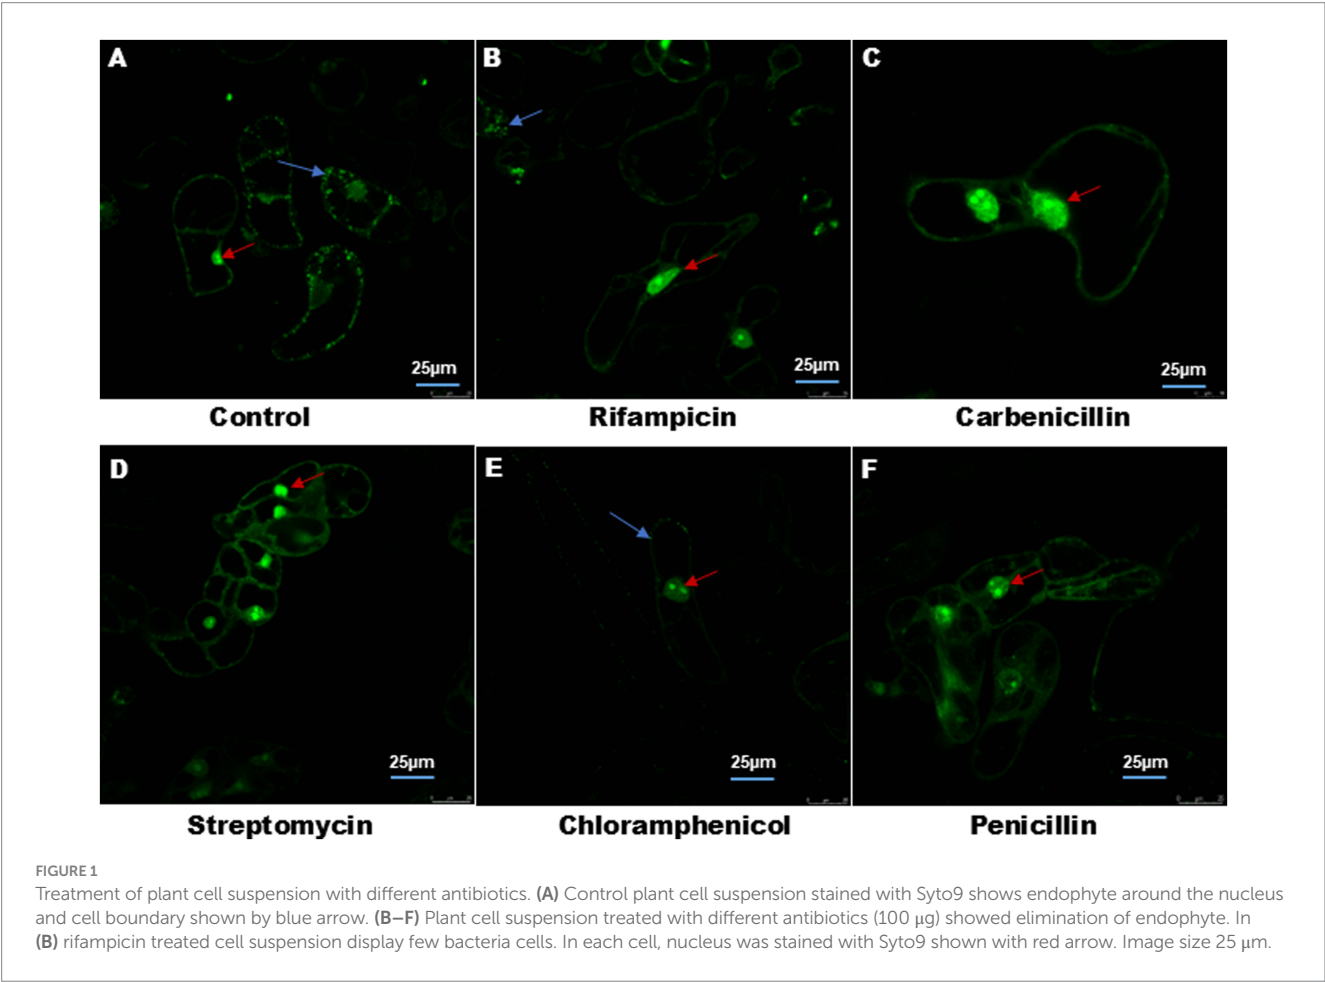 A
B
C
25µm
25µm
25µm
Control
Rifampicin
Carbenicillin
D
E
F
25µm
25µm
25µm
Streptomycin
Chloramphenicol
Penicillin
FIGURE 1
Treatment of plant cell suspension with different antibiotics. (A) Control plant cell suspension stained with Syto9 shows endophyte around the nucleus
and cell boundary shown by blue arrow. (B–F) Plant cell suspension treated with different antibiotics (100 µg) showed elimination of endophyte. In
(B) rifampicin treated cell suspension display few bacteria cells. In each cell, nucleus was stained with Syto9 shown with red arrow. Image size 25 µm.